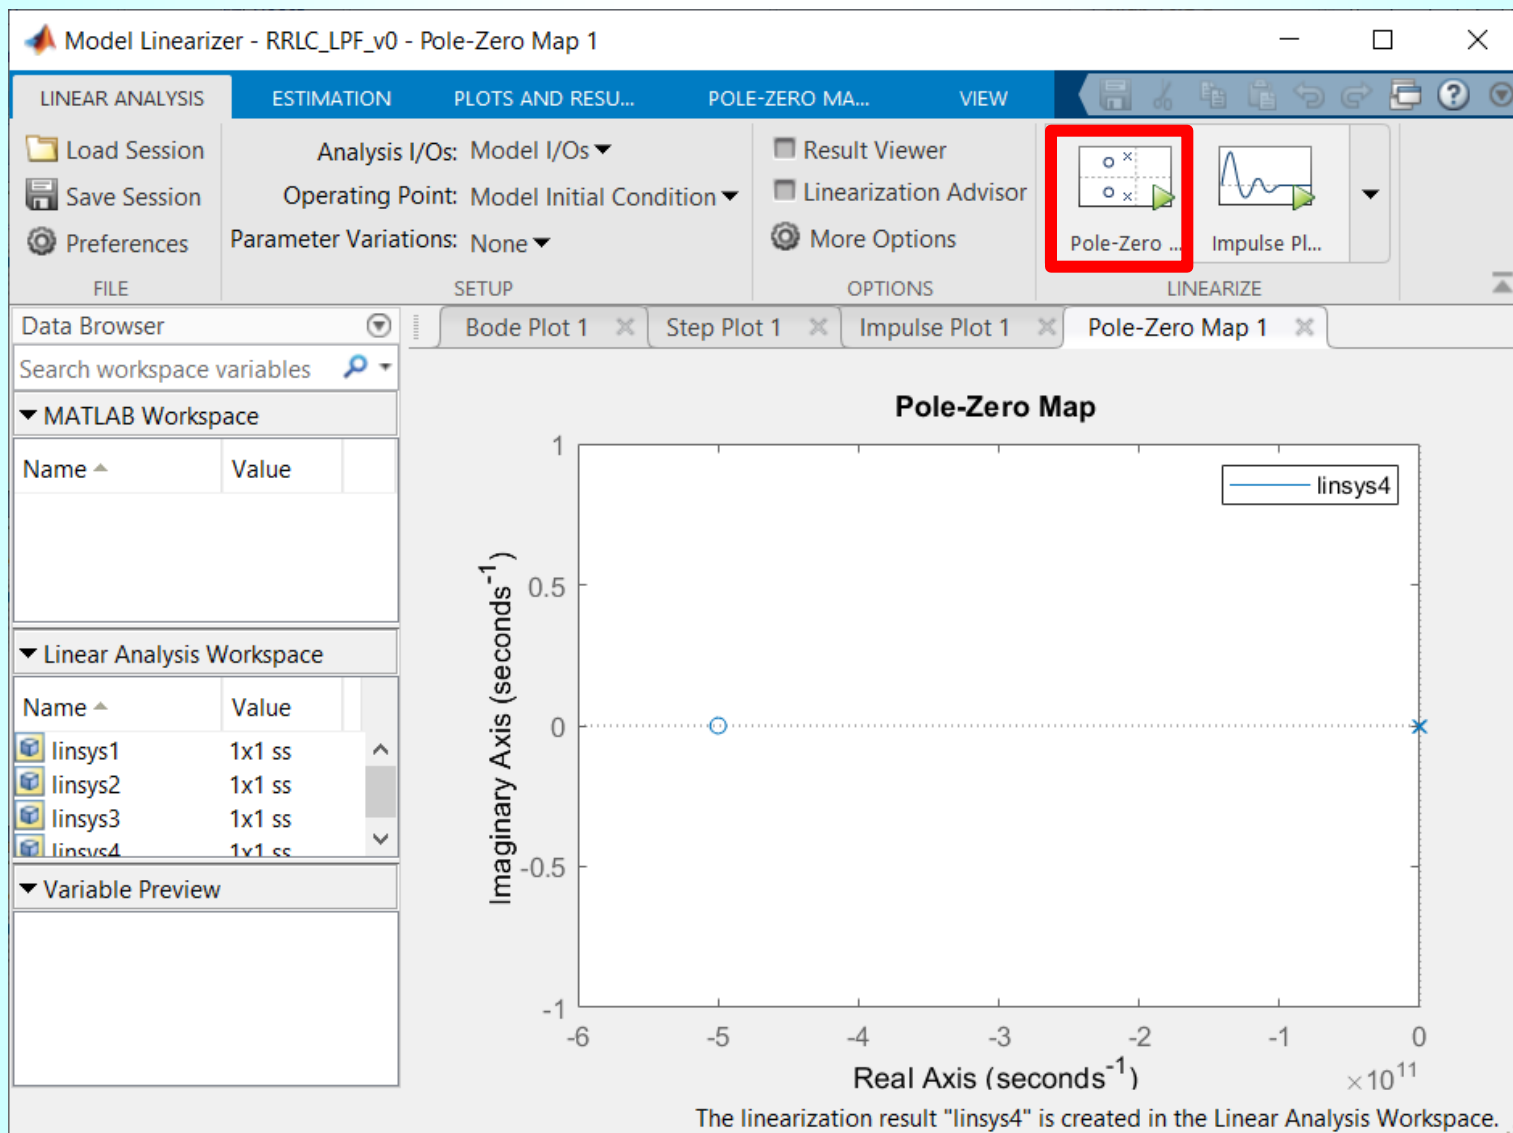 Model Linearizer - RRLC_LPF_v0 - Pole-Zero Map 1
LINEAR ANALYSIS ESTIMATION PLOTS AND RESU... POLE-ZERO MA... VIEW
Load Session
Save Session
Preferences
FILE
Analysis I/Os: Model I/Os
Operating Point: Model Initial Condition
Parameter Variations: None
SETUP
Result Viewer
Linearization Advisor
More Options
OPTIONS
Pole-Zero ... Impulse Pl...
LINEARIZE
Data Browser
Search workspace variables
MATLAB Workspace
Name Value
Linear Analysis Workspace
Name Value
linsys1 1x1 ss
linsys2 1x1 ss
linsys3 1x1 ss
linsys4 1x1 ss
Variable Preview
Bode Plot 1 Step Plot 1 Impulse Plot 1 Pole-Zero Map 1
Pole-Zero Map
linsys4
Imaginary Axis (seconds⁻¹)
1
0.5
0
-0.5
-1
-6 -5 -4 -3 -2 -1 0
Real Axis (seconds⁻¹) ×10¹¹
The linearization result "linsys4" is created in the Linear Analysis Workspace.